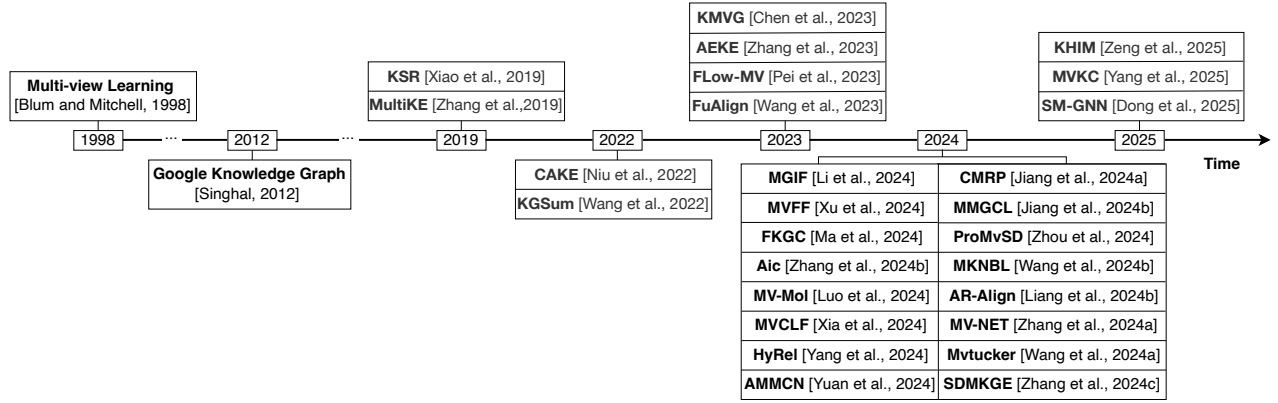 KMVG [Chen et al., 2023]
AEKE [Zhang et al., 2023]
FLow-MV [Pei et al., 2023]
FuAlign [Wang et al., 2023]
KHIM [Zeng et al., 2025]
MVKC [Yang et al., 2025]
SM-GNN [Dong et al., 2025]
KSR [Xiao et al., 2019]
MultiKE [Zhang et al.,2019]
Multi-view Learning
[Blum and Mitchell, 1998]
1998 ... 2012 ... 2019 2022 2023 2024 2025
Time
Google Knowledge Graph
[Singhal, 2012]
CAKE [Niu et al., 2022]
KGSum [Wang et al., 2022]
MGIF [Li et al., 2024] CMRP [Jiang et al., 2024a]
MVFF [Xu et al., 2024] MMGCL [Jiang et al., 2024b]
FKGC [Ma et al., 2024] ProMvSD [Zhou et al., 2024]
Aic [Zhang et al., 2024b] MKNBL [Wang et al., 2024b]
MV-Mol [Luo et al., 2024] AR-Align [Liang et al., 2024b]
MVCLF [Xia et al., 2024] MV-NET [Zhang et al., 2024a]
HyRel [Yang et al., 2024] Mvtucker [Wang et al., 2024a]
AMMCN [Yuan et al., 2024] SDMKGE [Zhang et al., 2024c]